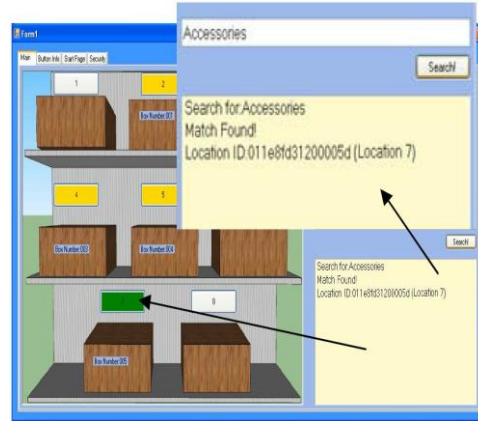 Form1
Main Button Info Start Page Security
1
2
Box Number 001
4
5
Box Number 003
Box Number 004
7
8
Box Number 005
Accessories
Search!
Search for:Accessories
Match Found!
Location ID:011e8fd31200005d (Location 7)
Search!
Search for:Accessories
Match Found!
Location ID:011e8fd31200005d (Location 7)